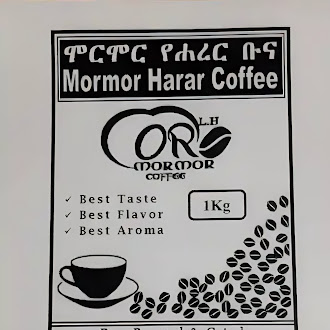 ሞርሞር የሐረር ቡና
Mormor Harar Coffee
L.H
OR
MORMOR
COFFEE
✓ Best Taste
✓ Best Flavor
✓ Best Aroma
1Kg